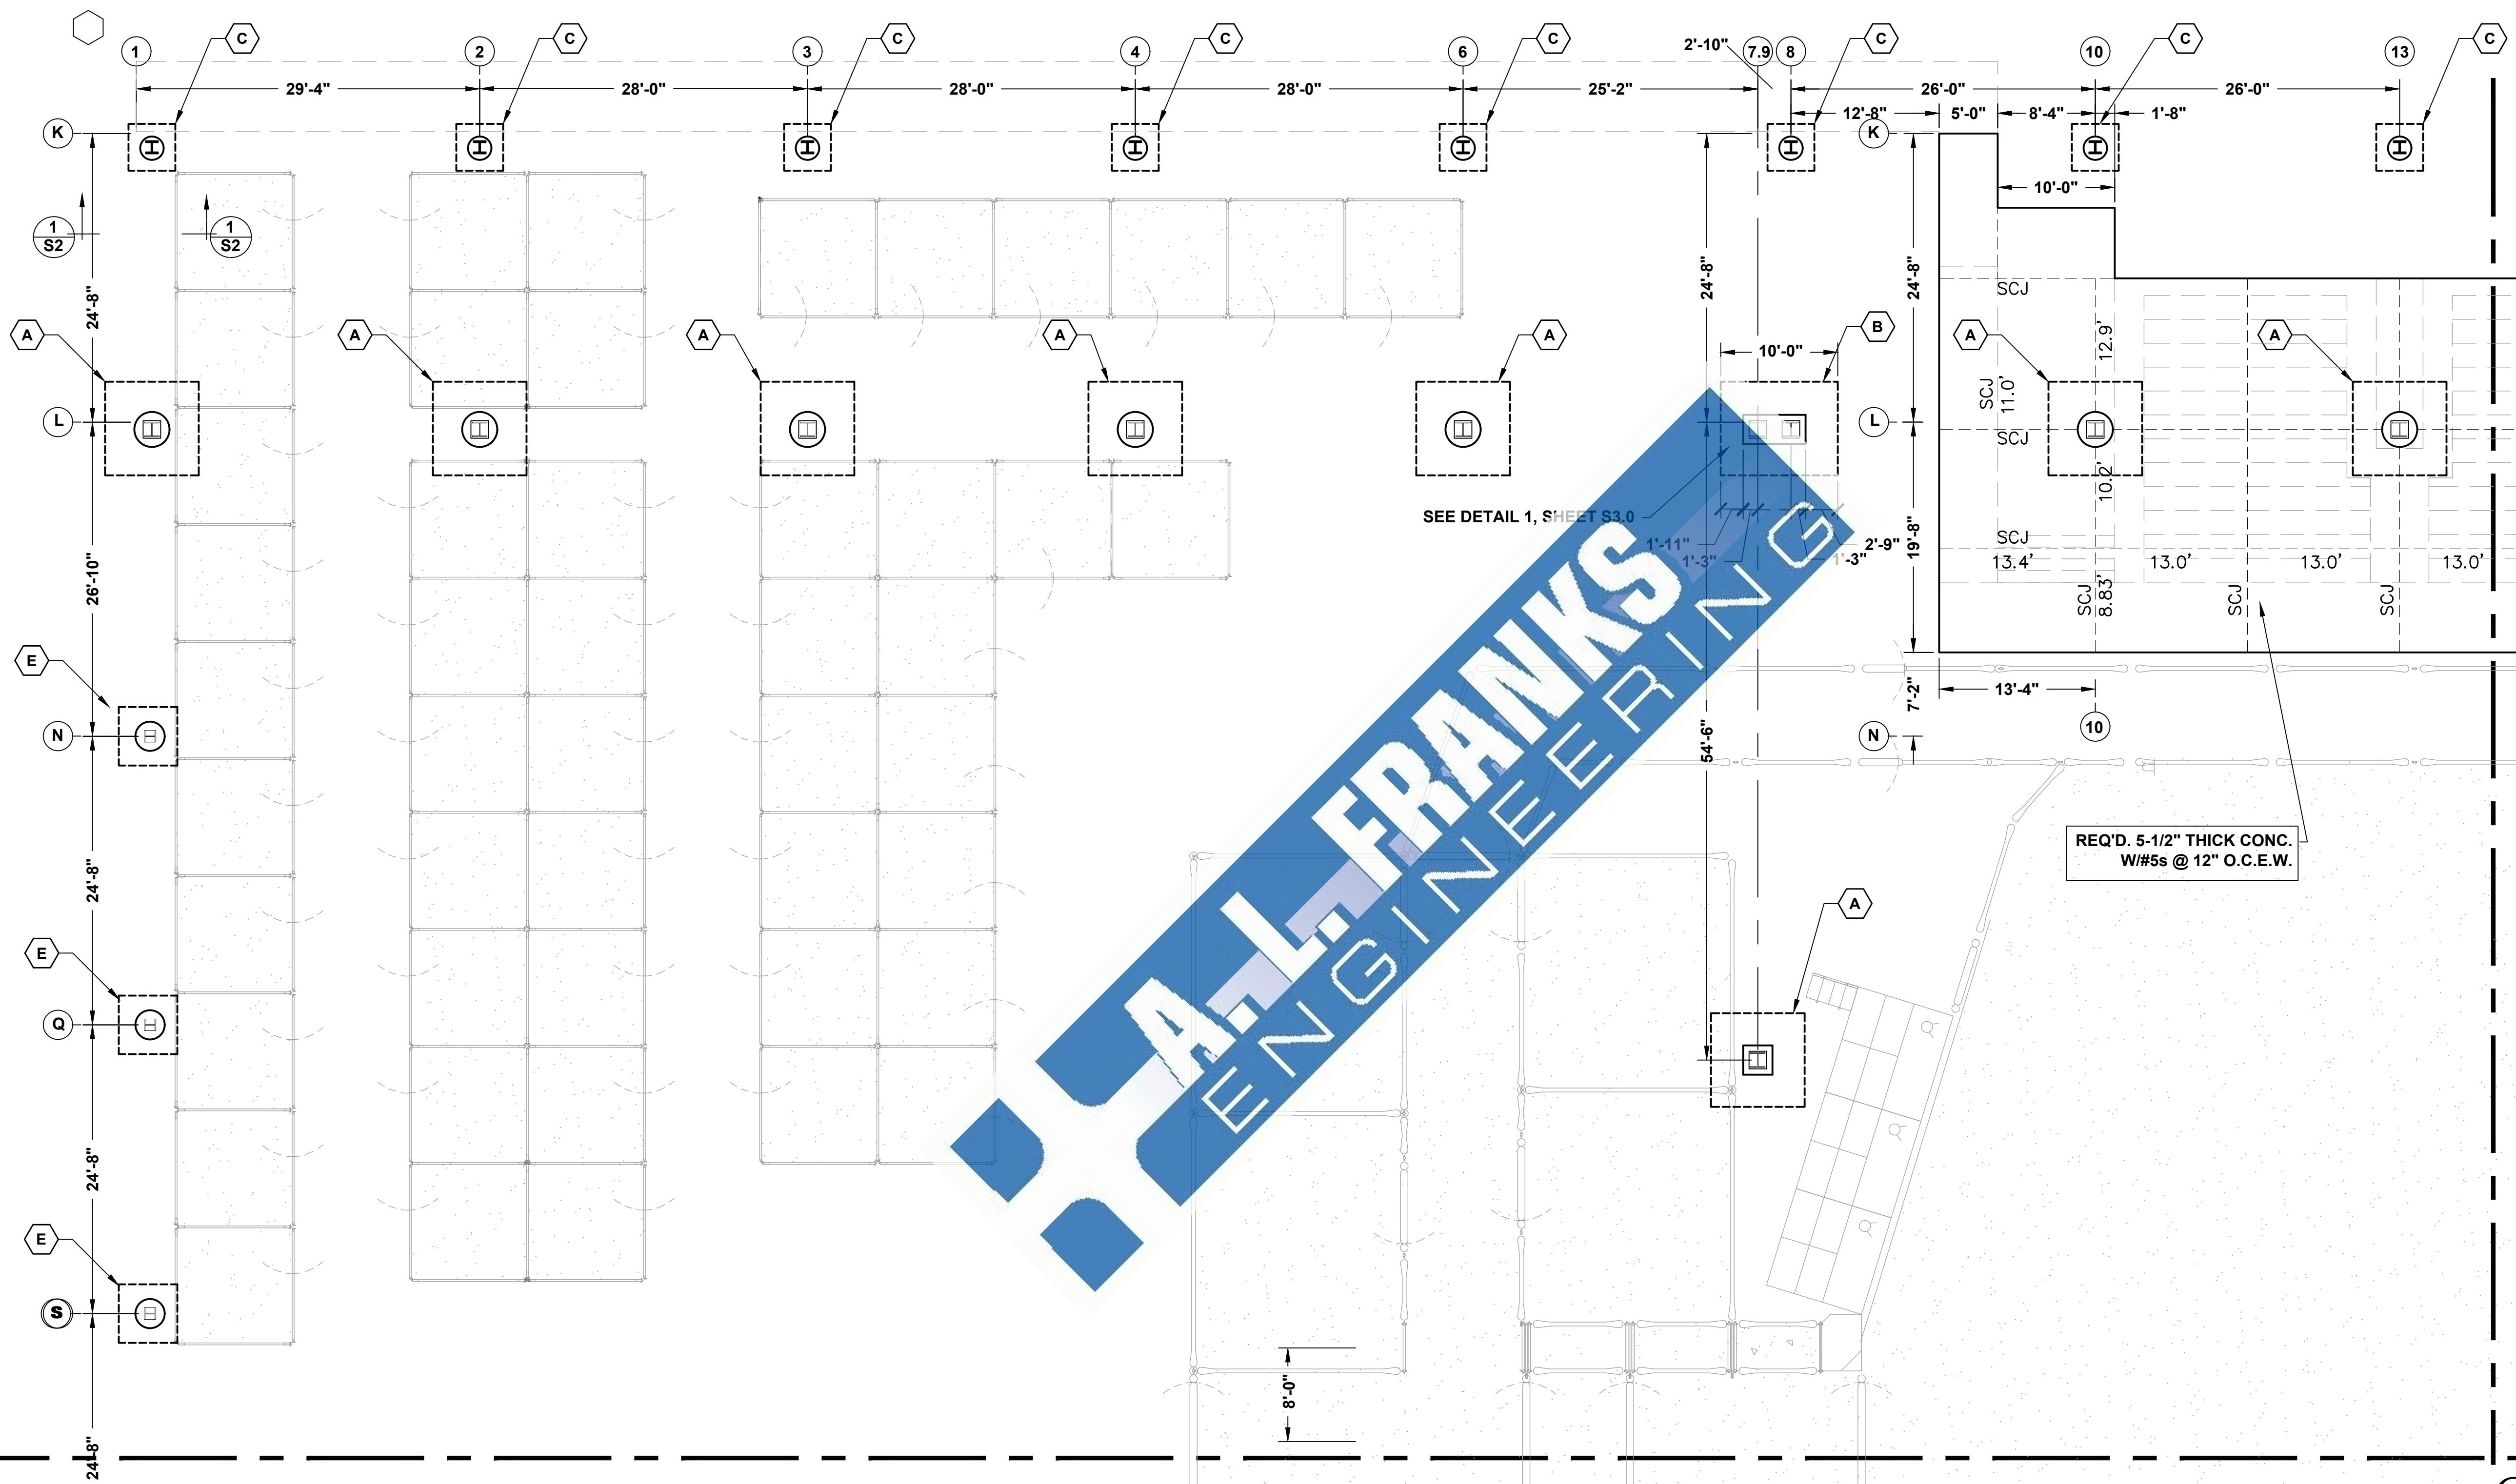 1
C
2
C
3
C
4
C
6
C
2'-10"
7.9
8
C
10
C
13
C
29'-4"
28'-0"
28'-0"
28'-0"
25'-2"
26'-0"
26'-0"
12'-8"
5'-0"
8'-4"
1'-8"
K
K
10'-0"
1
S2
1
S2
24'-8"
24'-8"
24'-8"
SCJ
A
A
A
A
A
B
A
A
10'-0"
12.9'
SCJ
11.0'
L
L
SCJ
10.2'
SEE DETAIL 1, SHEET S3.0
1'-11"
1'-3"
2'-9"
1'-3"
19'-8"
SCJ
13.4'
13.0'
13.0'
13.0'
26'-10"
SCJ
8.83'
SCJ
SCJ
E
13'-4"
7'-2"
N
N
10
54'-6"
REQ'D. 5-1/2" THICK CONC.
W/#5s @ 12" O.C.E.W.
24'-8"
A
E
Q
A.L. FRANKS
ENGINEERING
24'-8"
E
S
8'-0"
24'-8"